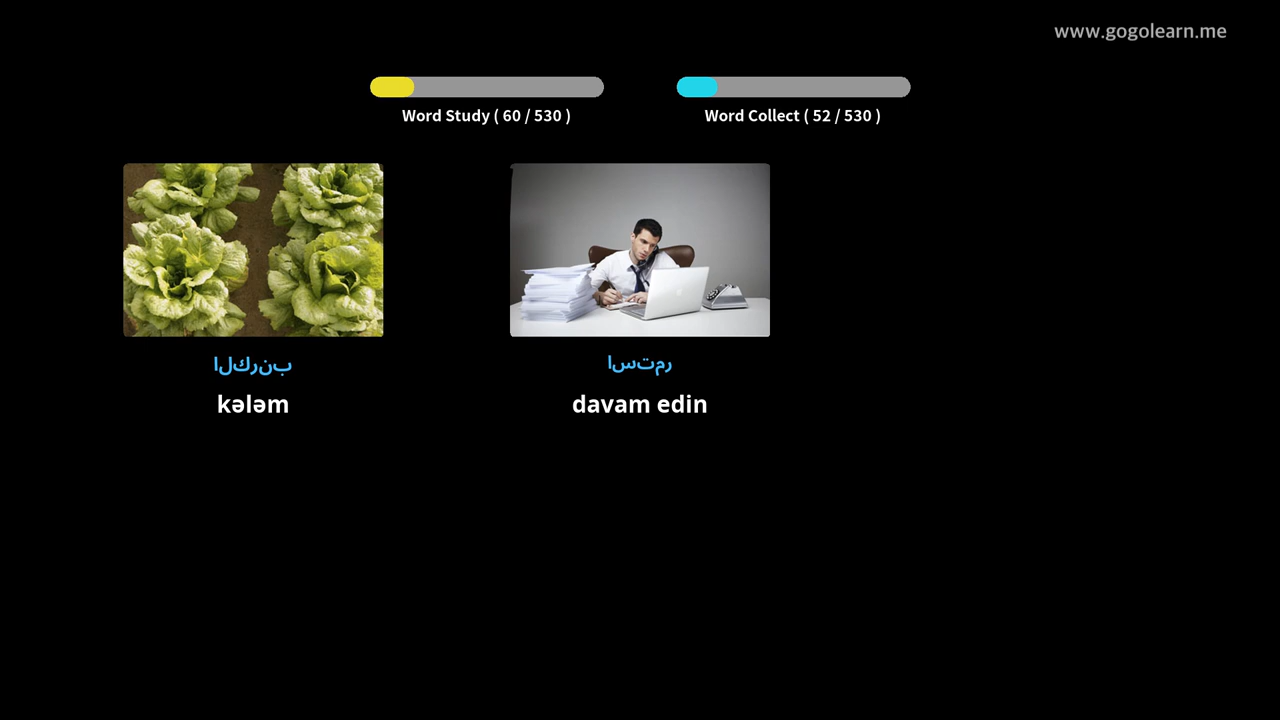 www.gogolearn.me
Word Study ( 60 / 530 )
Word Collect ( 52 / 530 )
الكرنب
kələm
استمر
davam edin